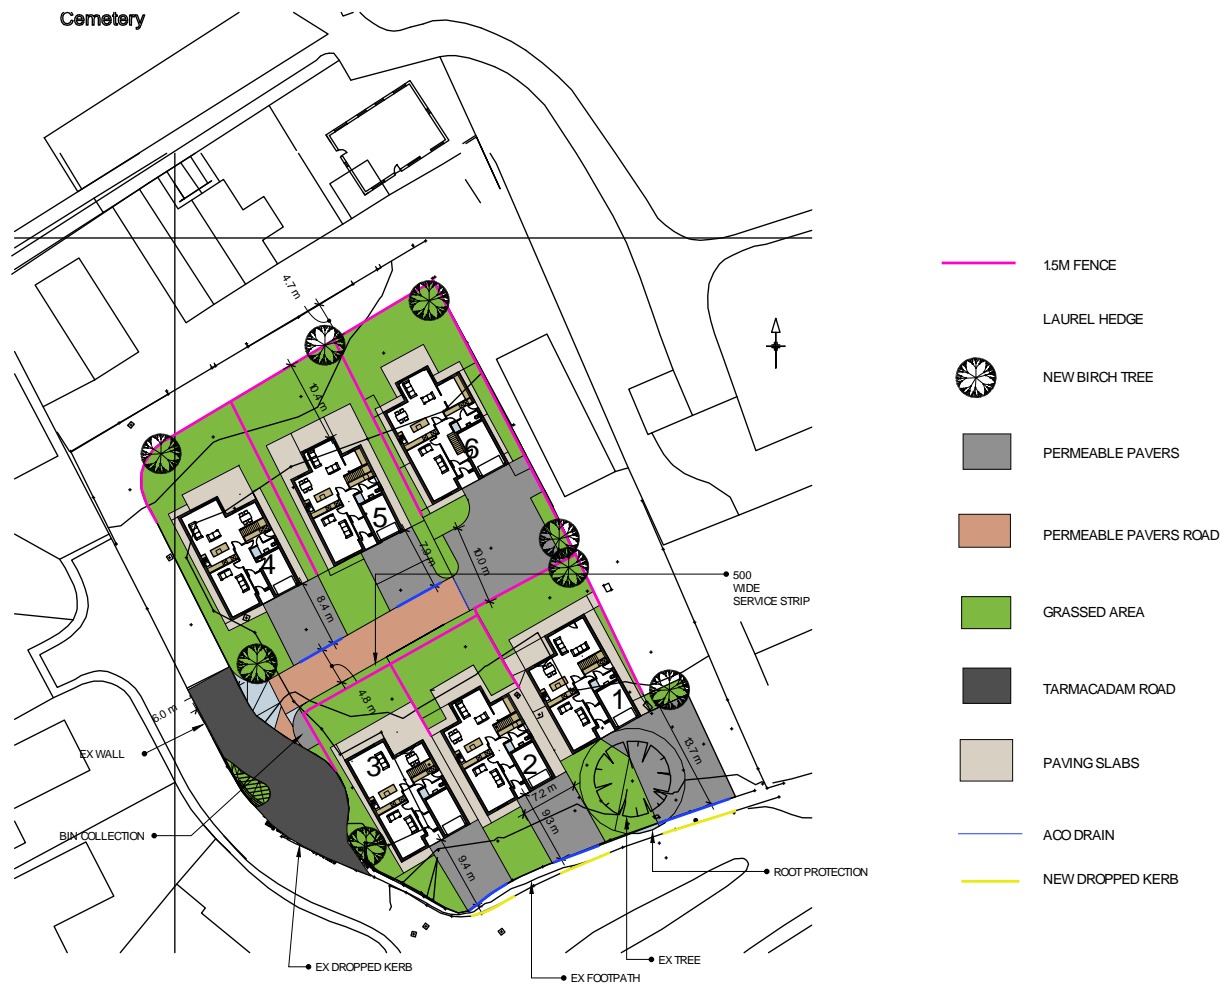 Cemetery
4.7 m
10.4 m
6
5
4
7.9 m
10.0 m
8.4 m
500
WIDE
SERVICE STRIP
4.8 m
6.0 m
EX WALL
1
2
3
13.7 m
7.2 m
9.3 m
9.4 m
BIN COLLECTION
ROOT PROTECTION
EX TREE
EX DROPPED KERB
EX FOOTPATH
1.5M FENCE
LAUREL HEDGE
NEW BIRCH TREE
PERMEABLE PAVERS
PERMEABLE PAVERS ROAD
GRASSED AREA
TARMACADAM ROAD
PAVING SLABS
ACO DRAIN
NEW DROPPED KERB